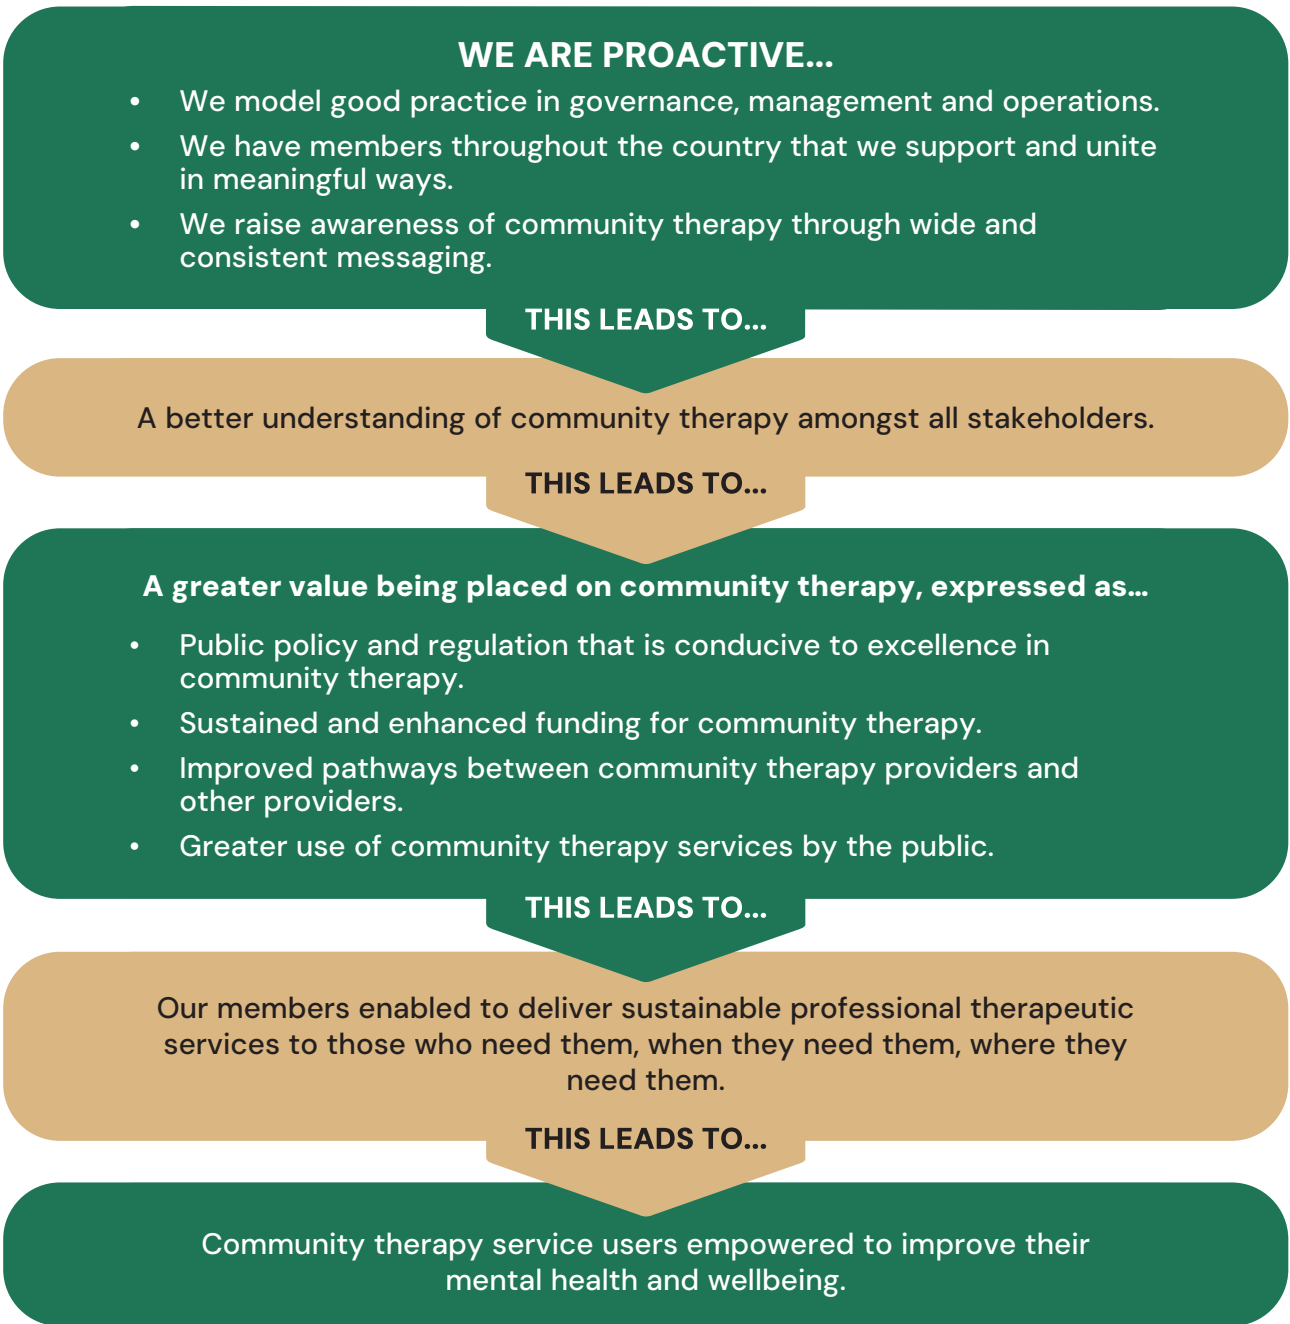 WE ARE PROACTIVE...
• We model good practice in governance, management and operations.
• We have members throughout the country that we support and unite
in meaningful ways.
• We raise awareness of community therapy through wide and
consistent messaging.
THIS LEADS TO...
A better understanding of community therapy amongst all stakeholders.
THIS LEADS TO...
A greater value being placed on community therapy, expressed as...
• Public policy and regulation that is conducive to excellence in
community therapy.
• Sustained and enhanced funding for community therapy.
• Improved pathways between community therapy providers and
other providers.
• Greater use of community therapy services by the public.
THIS LEADS TO...
Our members enabled to deliver sustainable professional therapeutic
services to those who need them, when they need them, where they
need them.
THIS LEADS TO...
Community therapy service users empowered to improve their
mental health and wellbeing.